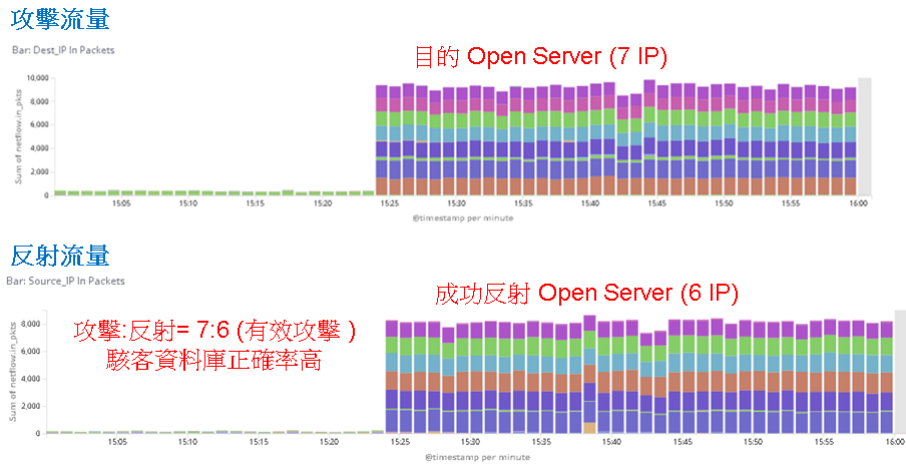 攻擊流量
Bar: Dest_IP In Packets
目的 Open Server (7 IP)
Sum of netflow.in_pkts
10,000
8,000
6,000
4,000
2,000
0
15:05
15:10
15:15
15:20
15:25
15:30
15:35
15:40
15:45
15:50
15:55
16:00
@timestamp per minute
反射流量
Bar: Source_IP In Packets
成功反射 Open Server (6 IP)
攻擊:反射= 7:6 (有效攻擊 )
駭客資料庫正確率高
Sum of netflow.in_pkts
8,000
6,000
4,000
2,000
0
15:05
15:10
15:15
15:20
15:25
15:30
15:35
15:40
15:45
15:50
15:55
16:00
@timestamp per minute